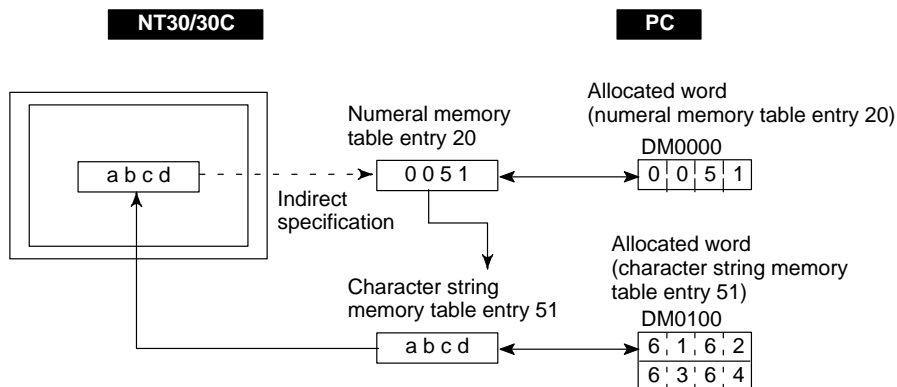 NT30/30C
PC
Allocated word
(numeral memory table entry 20)
Numeral memory
table entry 20
DM0000
a b c d
0 0 5 1
0 0 5 1
Indirect
specification
Allocated word
(character string memory
table entry 51)
Character string
memory table entry 51
DM0100
a b c d
6 1 6 2
6 3 6 4